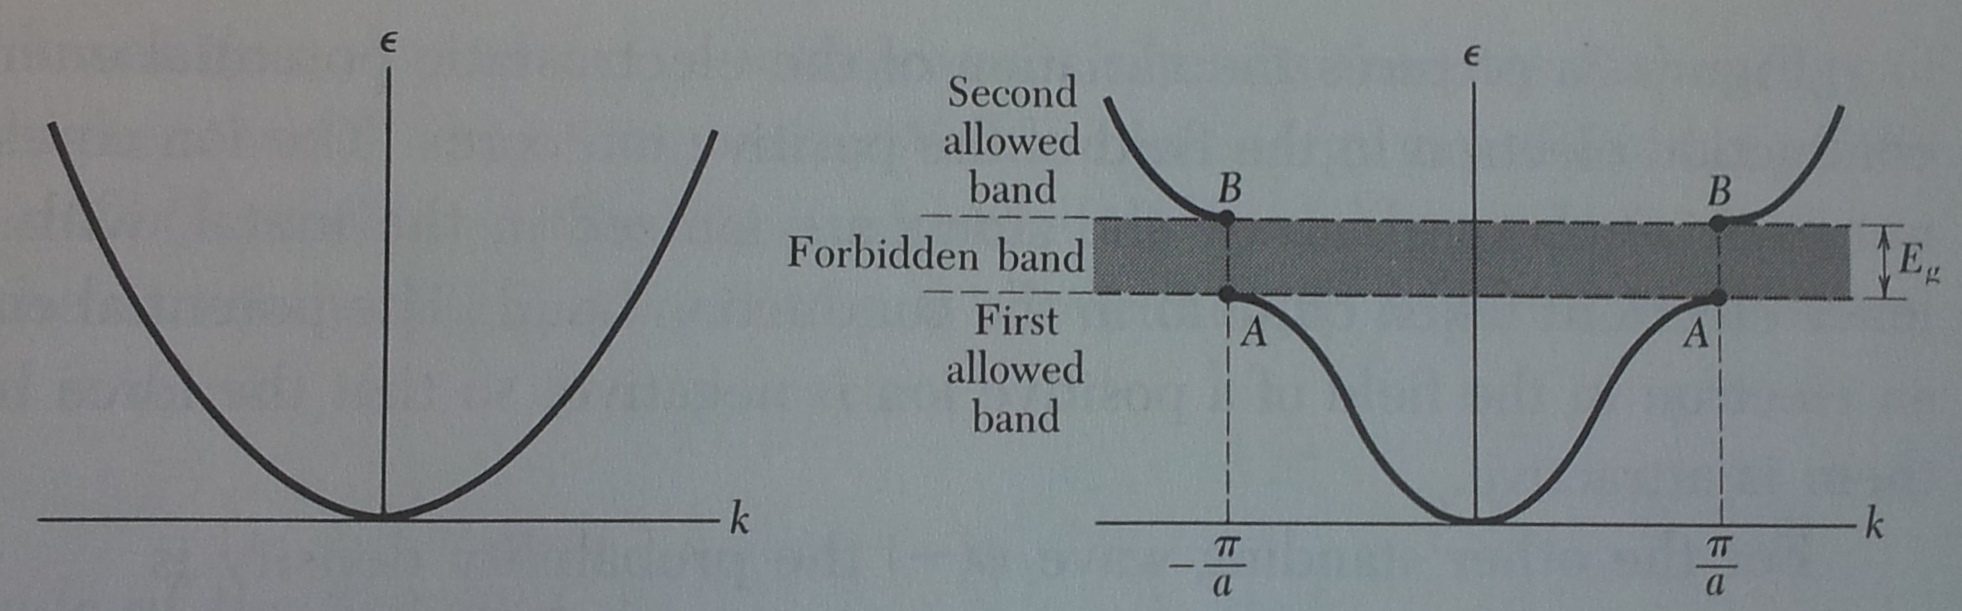 ϵ
k
ϵ
Second
allowed
band
B
B
Forbidden band
E_g
First
allowed
band
A
A
k
−π/a
π/a